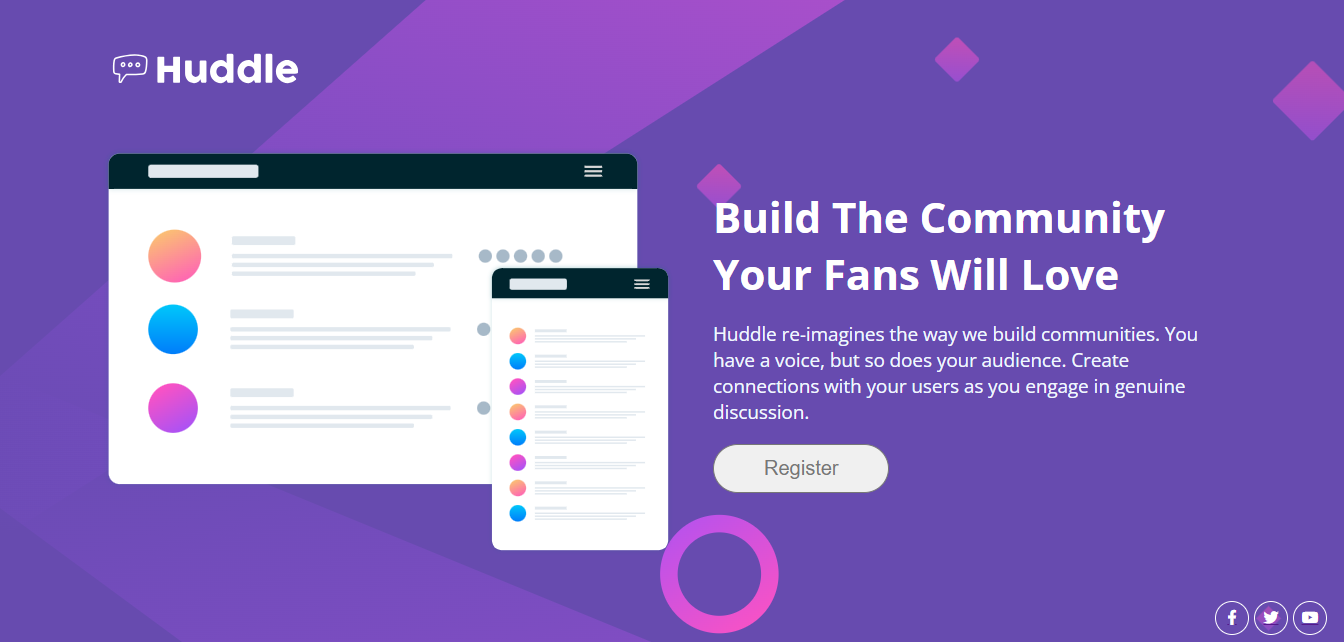 Huddle
Build The Community
Your Fans Will Love
Huddle re-imagines the way we build communities. You
have a voice, but so does your audience. Create
connections with your users as you engage in genuine
discussion.
Register